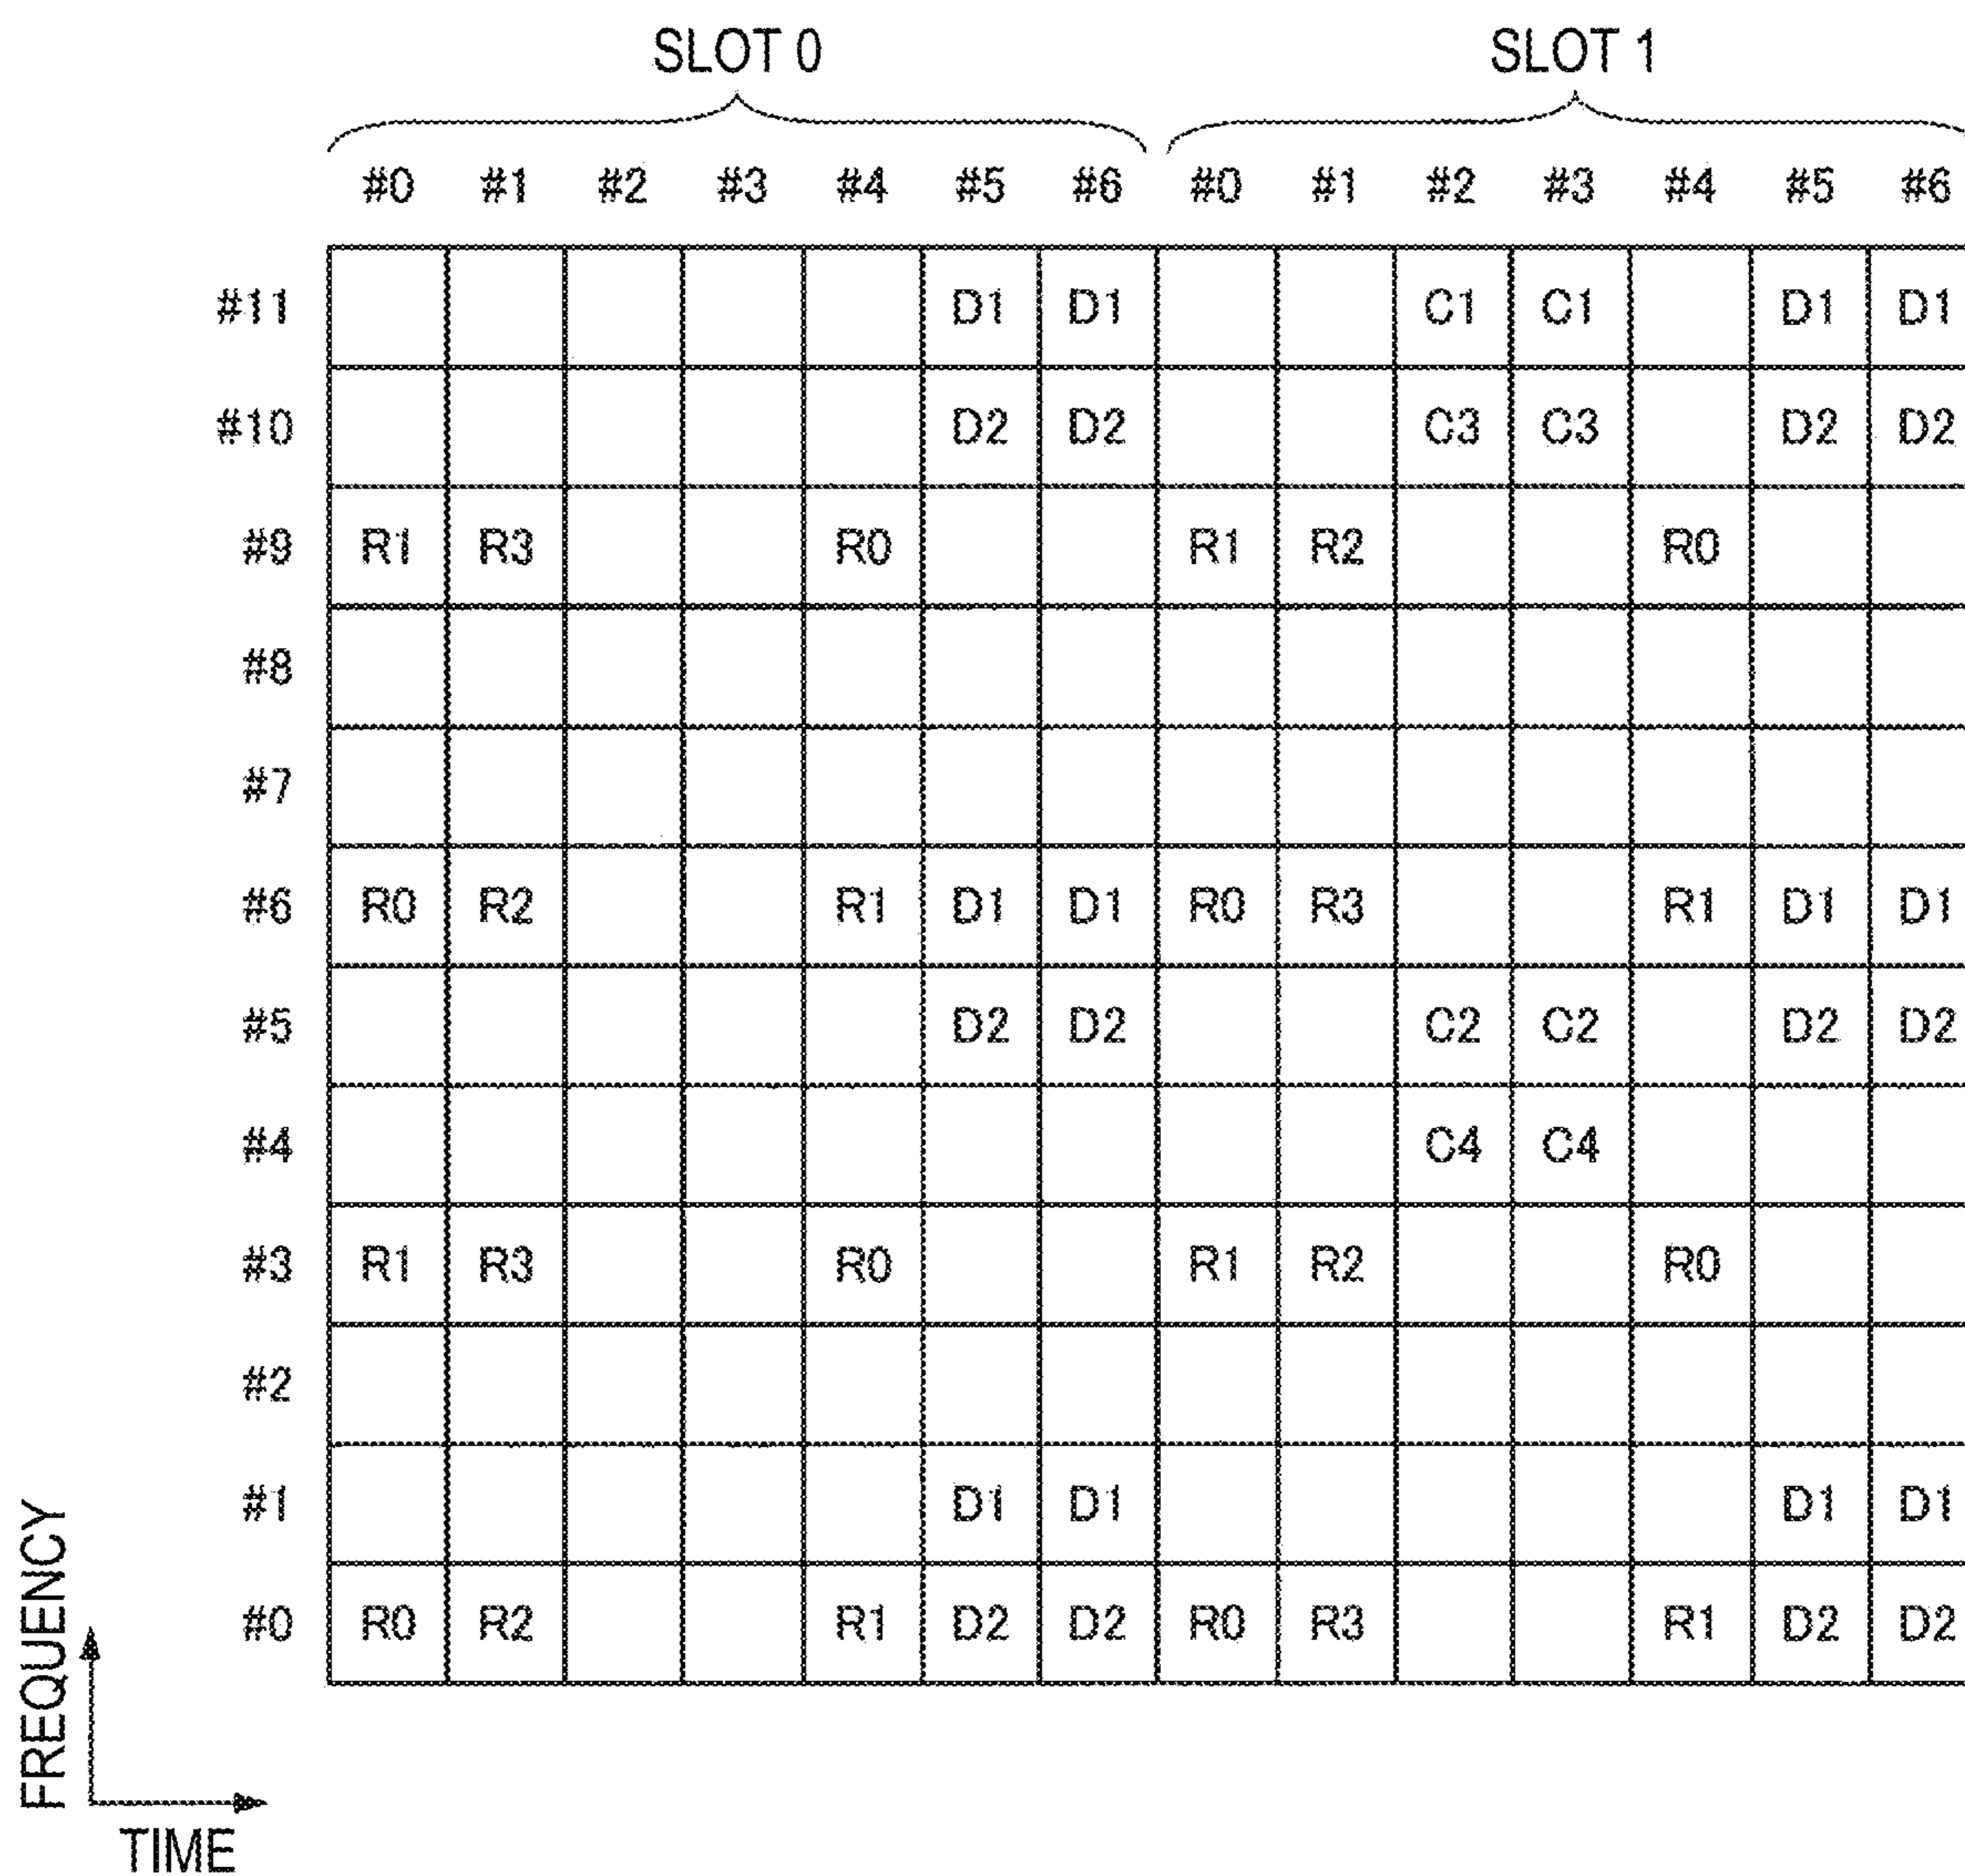 SLOT 0 SLOT 1
#0 #1 #2 #3 #4 #5 #6 #0 #1 #2 #3 #4 #5 #6
#11 D1 D1 C1 C1 D1 D1
#10 D2 D2 C3 C3 D2 D2
#9 R1 R3 R0 R1 R2 R0
#8
#7
#6 R0 R2 R1 D1 D1 R0 R3 R1 D1 D1
#5 D2 D2 C2 C2 D2 D2
#4 C4 C4
#3 R1 R3 R0 R1 R2 R0
#2
#1 D1 D1 D1 D1
#0 R0 R2 R1 D2 D2 R0 R3 R1 D2 D2
FREQUENCY
TIME